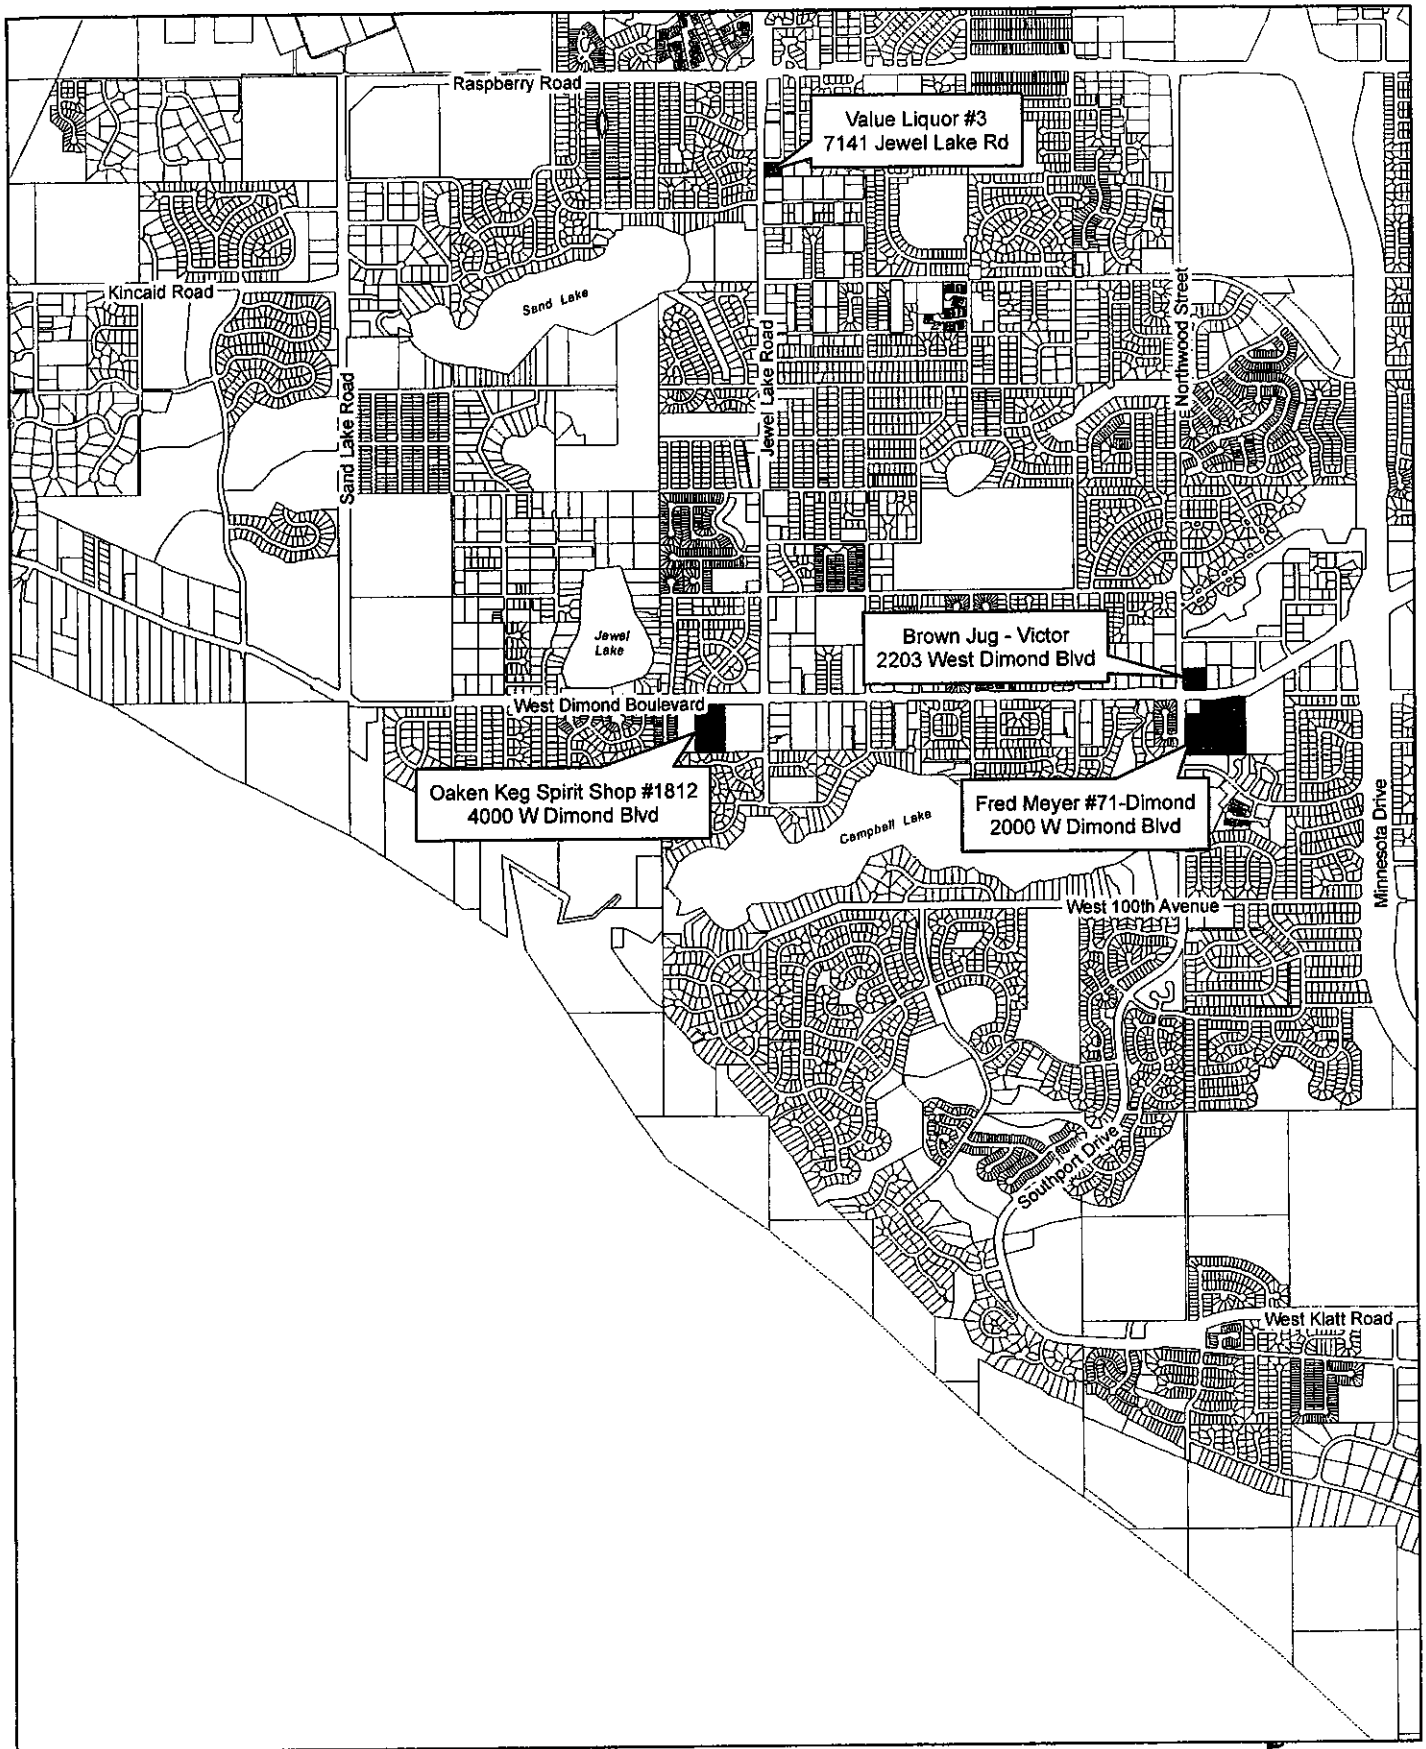 Raspberry Road
Value Liquor #3
7141 Jewel Lake Rd
Kincaid Road
Sand Lake
Northwood Street
Jewel Lake Road
Sand Lake Road
Jewel
Lake
Brown Jug - Victor
2203 West Dimond Blvd
West Dimond Boulevard
Oaken Keg Spirit Shop #1812
4000 W Dimond Blvd
Fred Meyer #71-Dimond
2000 W Dimond Blvd
Campbell Lake
Minnesota Drive
West 100th Avenue
Southport Drive
West Klatt Road